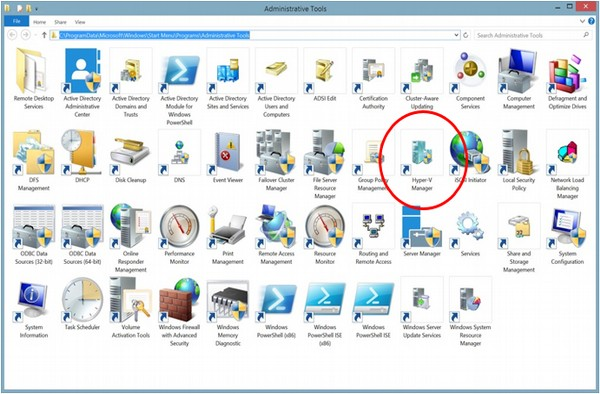 Administrative Tools
File Home Share View
C:\ProgramData\Microsoft\Windows\Start Menu\Programs\Administrative Tools
Search Administrative Tools
Remote Desktop
Services
Active Directory
Administrative
Center
Active Directory
Domains and
Trusts
Active Directory
Module for
Windows
PowerShell
Active Directory
Sites and Services
Active Directory
Users and
Computers
ADSI Edit
Certification
Authority
Cluster-Aware
Updating
Component
Services
Computer
Management
Defragment and
Optimize Drives
DFS
Management
DHCP
Disk Cleanup
DNS
Event Viewer
Failover Cluster
Manager
File Server
Resource
Manager
Group Policy
Management
Hyper-V
Manager
iSCSI Initiator
Local Security
Policy
Network Load
Balancing
Manager
ODBC Data
Sources (32-bit)
ODBC Data
Sources (64-bit)
Online
Responder
Management
Performance
Monitor
Print
Management
Remote Access
Management
Resource
Monitor
Routing and
Remote Access
Server Manager
Services
Share and
Storage
Management
System
Configuration
System
Information
Task Scheduler
Volume
Activation Tools
Windows Firewall
with Advanced
Security
Windows
Memory
Diagnostic
Windows
PowerShell (x86)
Windows
PowerShell ISE
(x86)
Windows
PowerShell ISE
Windows Server
Update Services
Windows System
Resource
Manager